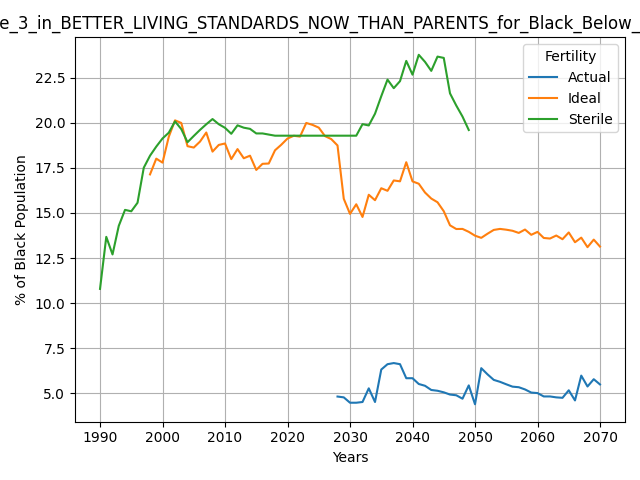 e_3_in_BETTER_LIVING_STANDARDS_NOW_THAN_PARENTS_for_Black_Below_
Fertility
Actual
Ideal
Sterile
% of Black Population
22.5
20.0
17.5
15.0
12.5
10.0
7.5
5.0
1990 2000 2010 2020 2030 2040 2050 2060 2070
Years